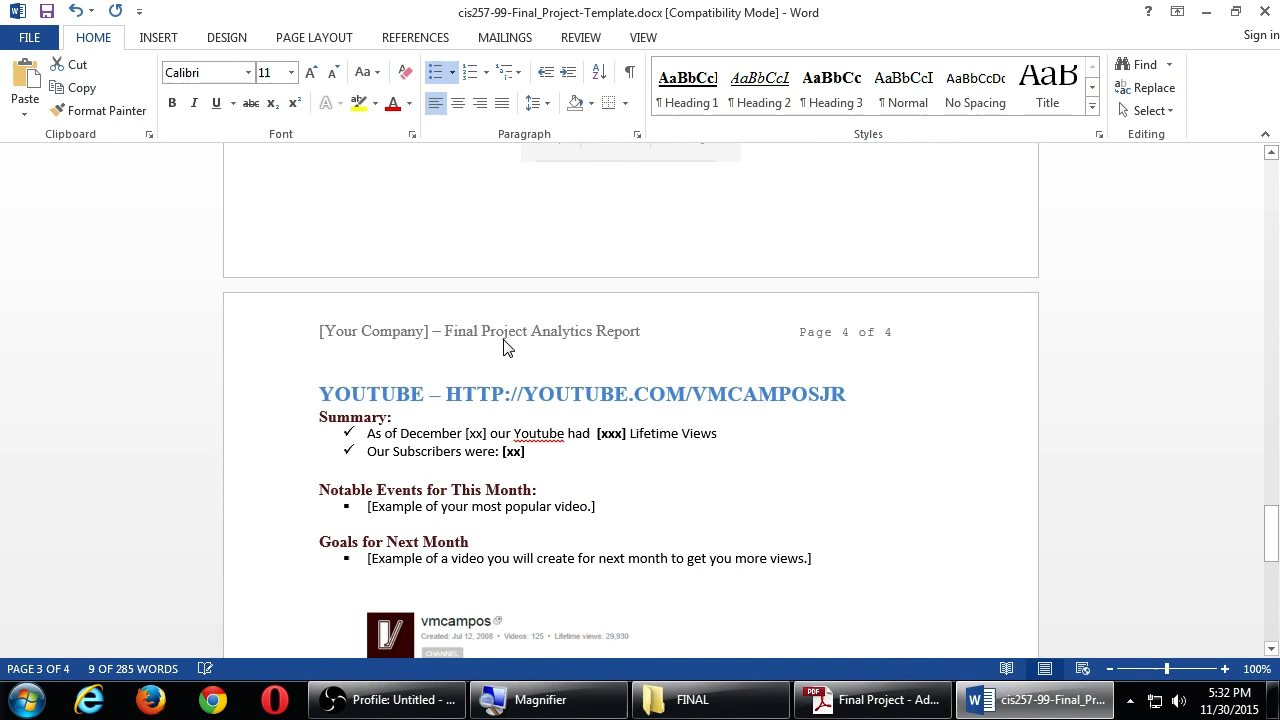 cis257-99-Final_Project-Template.docx [Compatibility Mode] - Word
FILE HOME INSERT DESIGN PAGE LAYOUT REFERENCES MAILINGS REVIEW VIEW Sign in
Paste
Cut
Copy
Format Painter
Clipboard
Calibri 11
Font
Paragraph
AaBbCcI AaBbCcI AaBbCc AaBbCcI AaBbCcDc AaB
¶ Heading 1 ¶ Heading 2 ¶ Heading 3 ¶ Normal No Spacing Title
Styles
Find
Replace
Select
Editing
[Your Company] – Final Project Analytics Report Page 4 of 4
YOUTUBE – HTTP://YOUTUBE.COM/VMCAMPOSJR
Summary:
✓ As of December [xx] our Youtube had [xxx] Lifetime Views
✓ Our Subscribers were: [xx]
Notable Events for This Month:
▪ [Example of your most popular video.]
Goals for Next Month
▪ [Example of a video you will create for next month to get you more views.]
vmcampos
Created: Jul 12, 2008 • Videos: 125 • Lifetime views: 29,930
CHANNEL
PAGE 3 OF 4 9 OF 285 WORDS 100%
Profile: Untitled - ... Magnifier FINAL Final Project - Ad... cis257-99-Final_Pr...
5:32 PM
11/30/2015